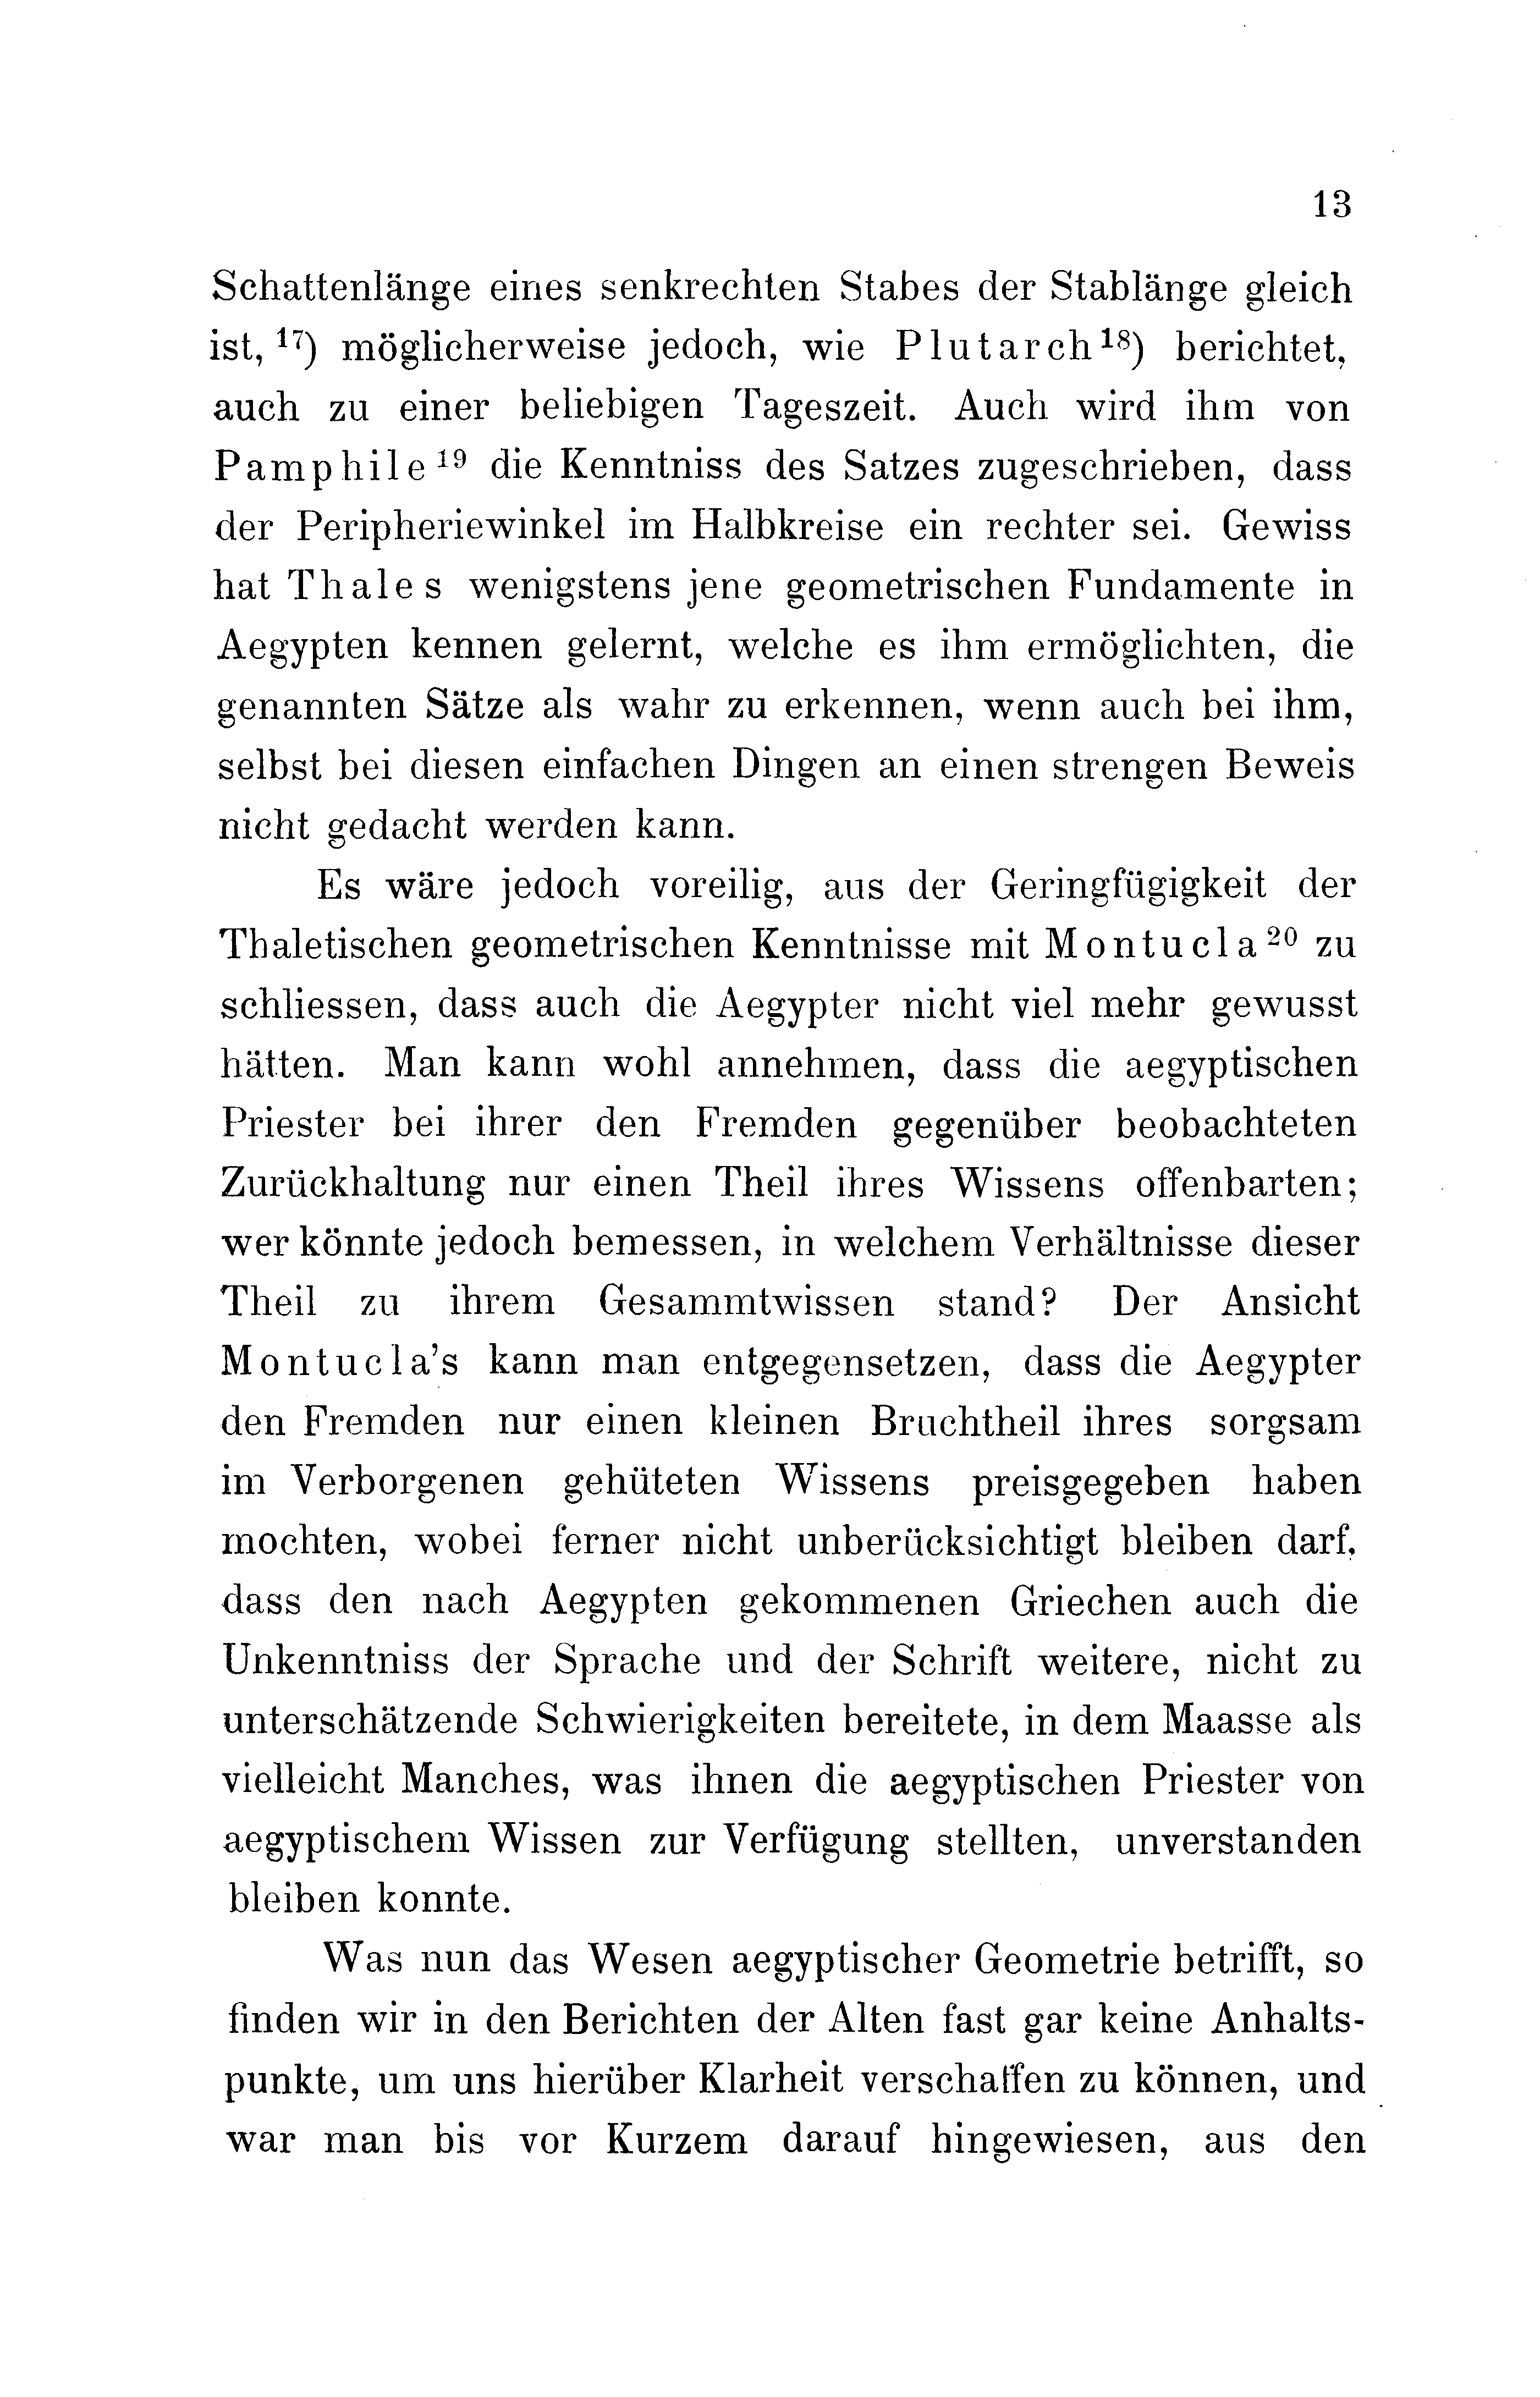 13
Schattenlänge eines senkrechten Stabes der Stablänge gleich
ist, ¹⁷) möglicherweise jedoch, wie Plutarch¹⁸) berichtet,
auch zu einer beliebigen Tageszeit. Auch wird ihm von
Pamphile¹⁹ die Kenntniss des Satzes zugeschrieben, dass
der Peripheriewinkel im Halbkreise ein rechter sei. Gewiss
hat Thales wenigstens jene geometrischen Fundamente in
Aegypten kennen gelernt, welche es ihm ermöglichten, die
genannten Sätze als wahr zu erkennen, wenn auch bei ihm,
selbst bei diesen einfachen Dingen an einen strengen Beweis
nicht gedacht werden kann.
Es wäre jedoch voreilig, aus der Geringfügigkeit der
Thaletischen geometrischen Kenntnisse mit Montucla²⁰ zu
schliessen, dass auch die Aegypter nicht viel mehr gewusst
hätten. Man kann wohl annehmen, dass die aegyptischen
Priester bei ihrer den Fremden gegenüber beobachteten
Zurückhaltung nur einen Theil ihres Wissens offenbarten;
wer könnte jedoch bemessen, in welchem Verhältnisse dieser
Theil zu ihrem Gesammtwissen stand? Der Ansicht
Montucla's kann man entgegensetzen, dass die Aegypter
den Fremden nur einen kleinen Bruchtheil ihres sorgsam
im Verborgenen gehüteten Wissens preisgegeben haben
mochten, wobei ferner nicht unberücksichtigt bleiben darf,
dass den nach Aegypten gekommenen Griechen auch die
Unkenntniss der Sprache und der Schrift weitere, nicht zu
unterschätzende Schwierigkeiten bereitete, in dem Maasse als
vielleicht Manches, was ihnen die aegyptischen Priester von
aegyptischem Wissen zur Verfügung stellten, unverstanden
bleiben konnte.
Was nun das Wesen aegyptischer Geometrie betrifft, so
finden wir in den Berichten der Alten fast gar keine Anhalts-
punkte, um uns hierüber Klarheit verschaffen zu können, und
war man bis vor Kurzem darauf hingewiesen, aus den